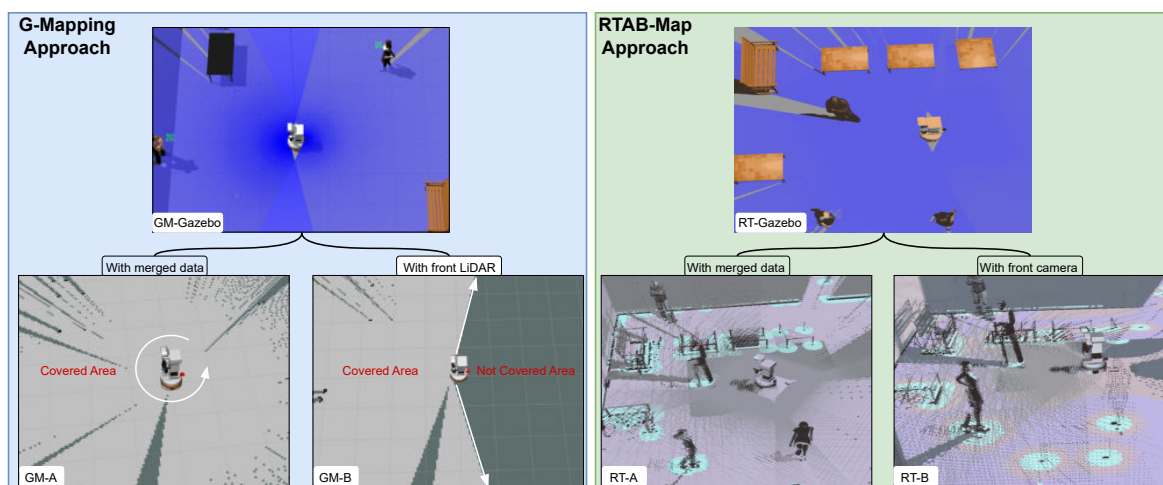 G-Mapping
Approach
GM-Gazebo
With merged data
With front LiDAR
Covered Area
GM-A
Covered Area
Not Covered Area
GM-B
RTAB-Map
Approach
RT-Gazebo
With merged data
With front camera
RT-A
RT-B